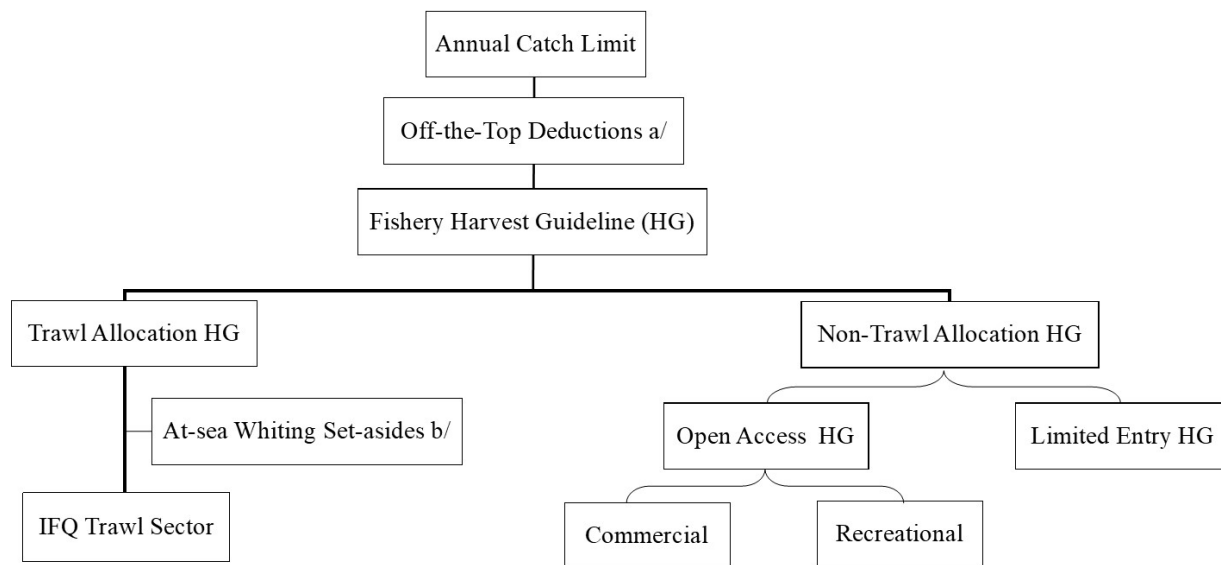 Annual Catch Limit
Off-the-Top Deductions a/
Fishery Harvest Guideline (HG)
Trawl Allocation HG
Non-Trawl Allocation HG
At-sea Whiting Set-asides b/
Open Access HG
Limited Entry HG
IFQ Trawl Sector
Commercial
Recreational